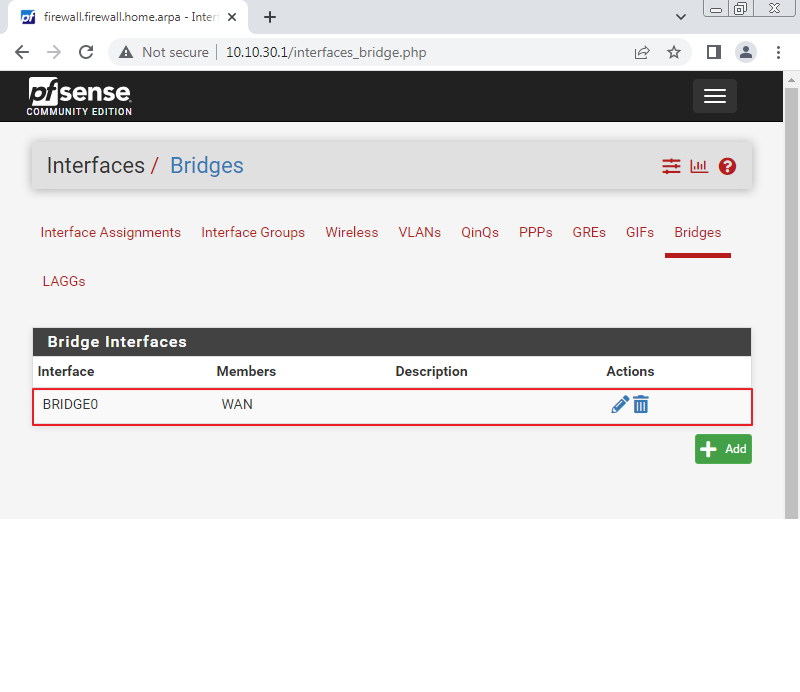 firewall.firewall.home.arpa - Inter
Not secure 10.10.30.1/interfaces_bridge.php
pfsense
COMMUNITY EDITION
Interfaces / Bridges
Interface Assignments Interface Groups Wireless VLANs QinQs PPPs GREs GIFs Bridges
LAGGs
Bridge Interfaces
Interface Members Description Actions
BRIDGE0 WAN
Add